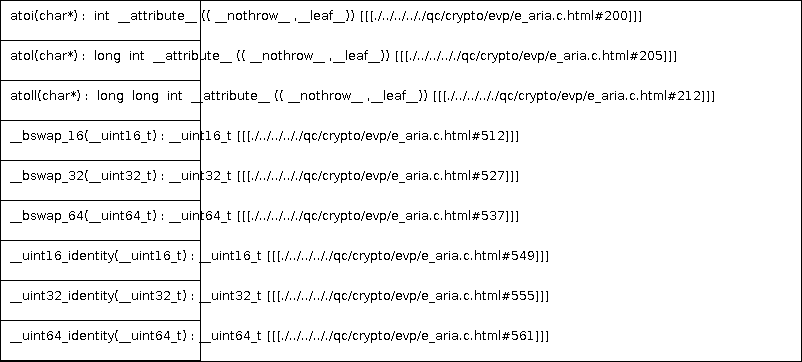 atoi(char*) : int __attribute__ (( __nothrow__ ,__leaf__)) [[[./../../../qc/crypto/evp/e_aria.c.html#200]]]
atol(char*) : long int __attribute__ (( __nothrow__ ,__leaf__)) [[[./../../../qc/crypto/evp/e_aria.c.html#205]]]
atoll(char*) : long long int __attribute__ (( __nothrow__ ,__leaf__)) [[[./../../../qc/crypto/evp/e_aria.c.html#212]]]
__bswap_16(__uint16_t) : __uint16_t [[[./../../../qc/crypto/evp/e_aria.c.html#512]]]
__bswap_32(__uint32_t) : __uint32_t [[[./../../../qc/crypto/evp/e_aria.c.html#527]]]
__bswap_64(__uint64_t) : __uint64_t [[[./../../../qc/crypto/evp/e_aria.c.html#537]]]
__uint16_identity(__uint16_t) : __uint16_t [[[./../../../qc/crypto/evp/e_aria.c.html#549]]]
__uint32_identity(__uint32_t) : __uint32_t [[[./../../../qc/crypto/evp/e_aria.c.html#555]]]
__uint64_identity(__uint64_t) : __uint64_t [[[./../../../qc/crypto/evp/e_aria.c.html#561]]]